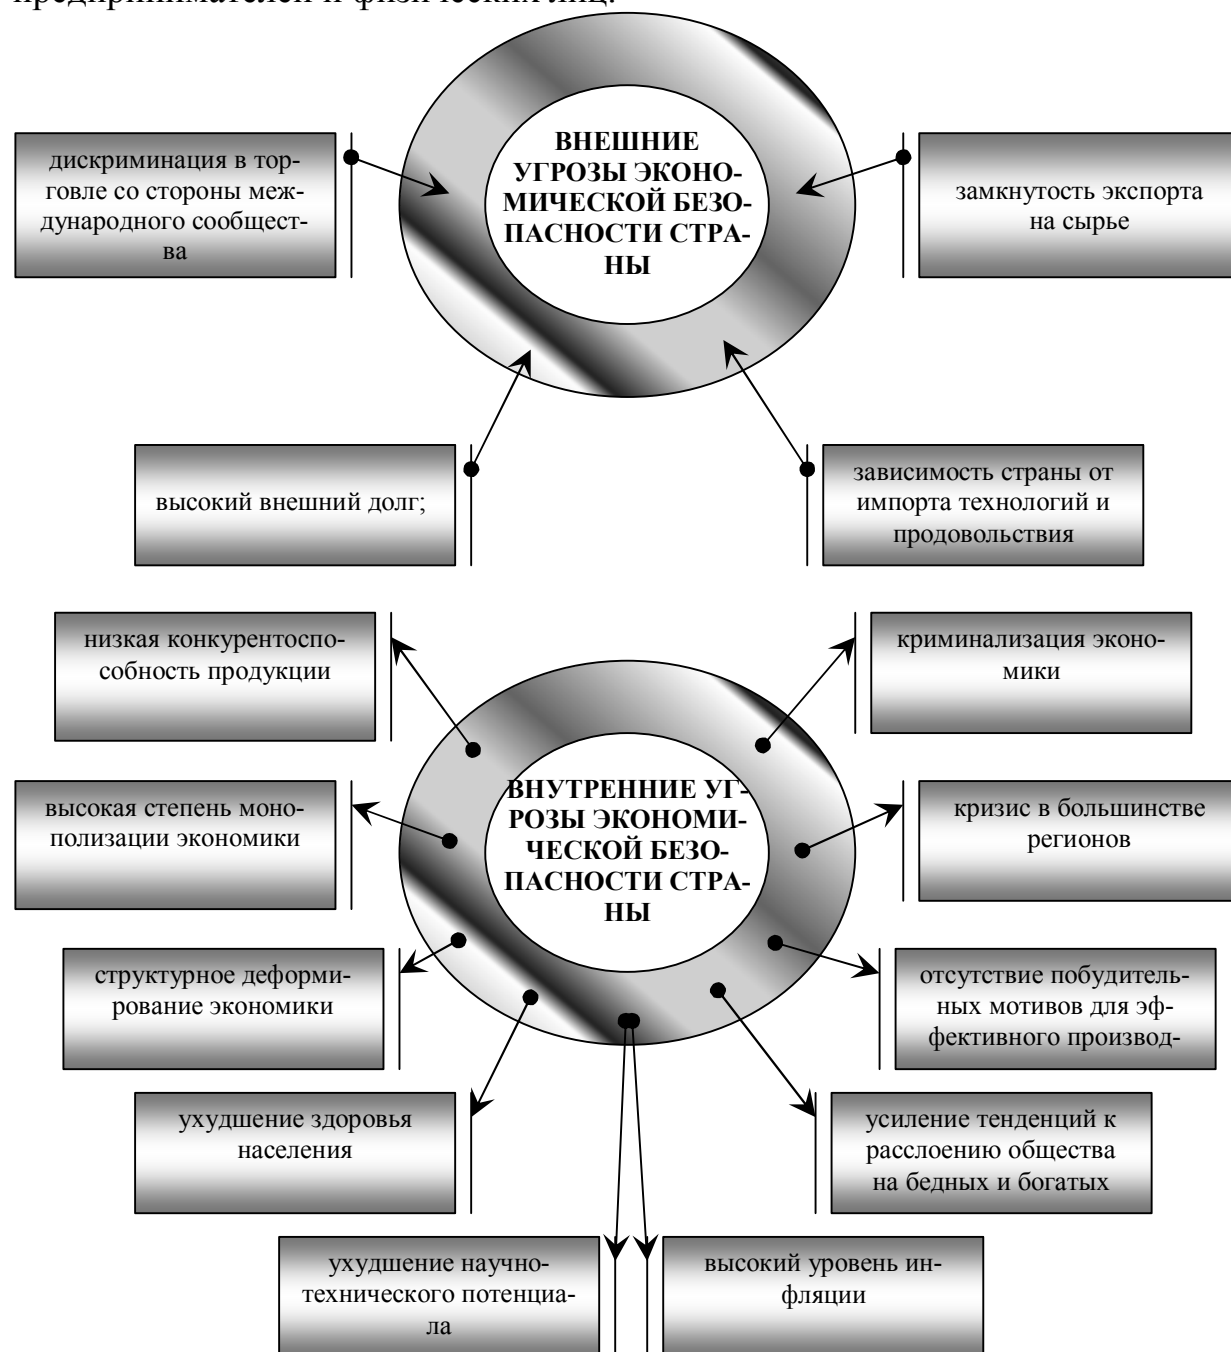 предпринимателей и физических лиц.
ВНЕШНИЕ
УГРОЗЫ ЭКОНО-
МИЧЕСКОЙ БЕЗО-
ПАСНОСТИ СТРА-
НЫ
дискриминация в тор-
говле со стороны меж-
дународного сообщест-
ва
замкнутость экспорта
на сырье
высокий внешний долг;
зависимость страны от
импорта технологий и
продовольствия
низкая конкурентоспо-
собность продукции
криминализация эконо-
мики
ВНУТРЕННИЕ УГ-
РОЗЫ ЭКОНОМИ-
ЧЕСКОЙ БЕЗО-
ПАСНОСТИ СТРА-
НЫ
высокая степень моно-
полизации экономики
кризис в большинстве
регионов
структурное деформи-
рование экономики
отсутствие побудитель-
ных мотивов для эф-
фективного производ-
ухудшение здоровья
населения
усиление тенденций к
расслоению общества
на бедных и богатых
ухудшение научно-
технического потенциа-
ла
высокий уровень ин-
фляции